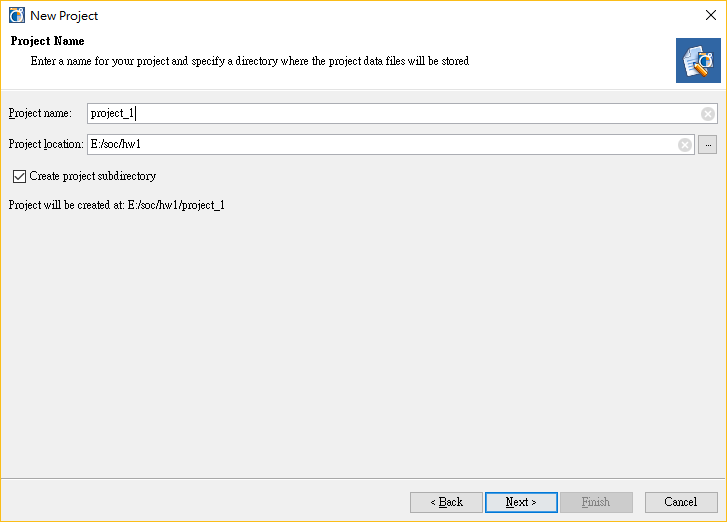 New Project
Project Name
Enter a name for your project and specify a directory where the project data files will be stored
Project name: project_1
Project location: E:/soc/hw1 ...
Create project subdirectory
Project will be created at: E:/soc/hw1/project_1
< Back Next > Finish Cancel